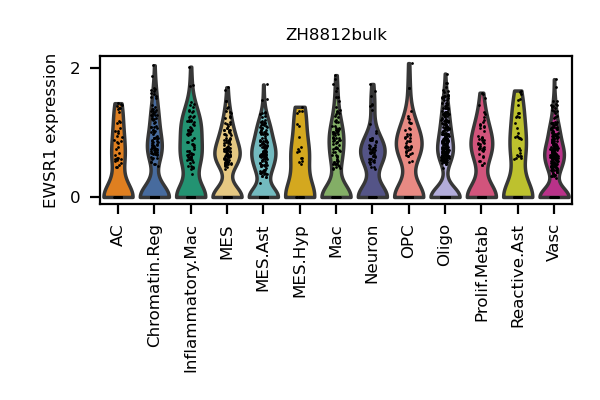 ZH8812bulk
EWSR1 expression
2
0
AC
Chromatin.Reg
Inflammatory.Mac
MES
MES.Ast
MES.Hyp
Mac
Neuron
OPC
Oligo
Prolif.Metab
Reactive.Ast
Vasc